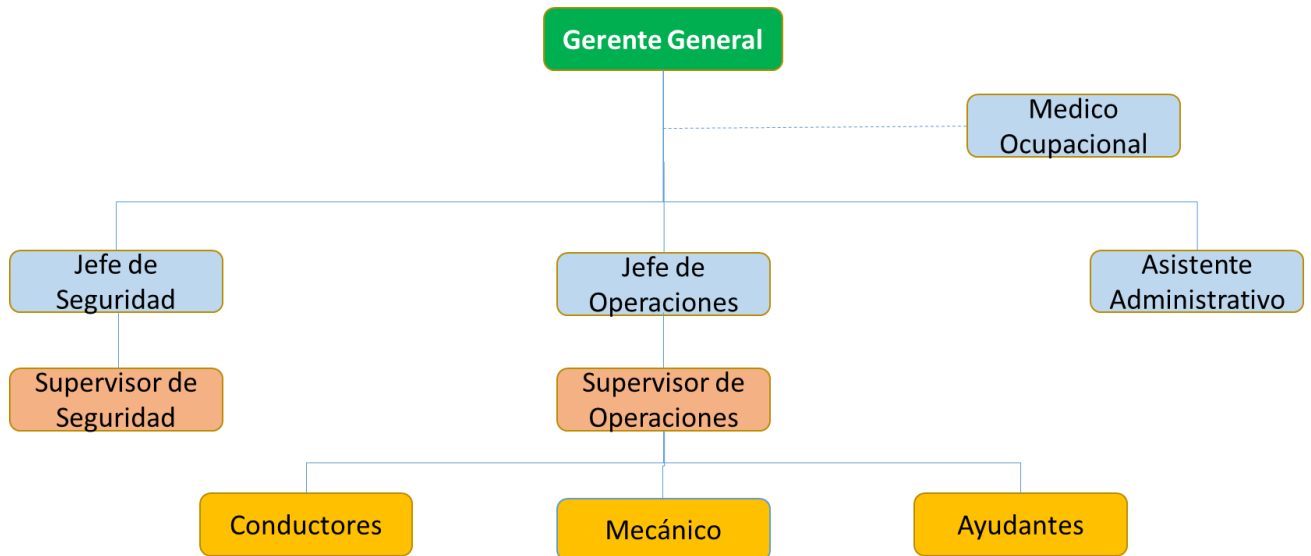 Gerente General
Medico
Ocupacional
Jefe de
Seguridad
Jefe de
Operaciones
Asistente
Administrativo
Supervisor de
Seguridad
Supervisor de
Operaciones
Conductores
Mecánico
Ayudantes